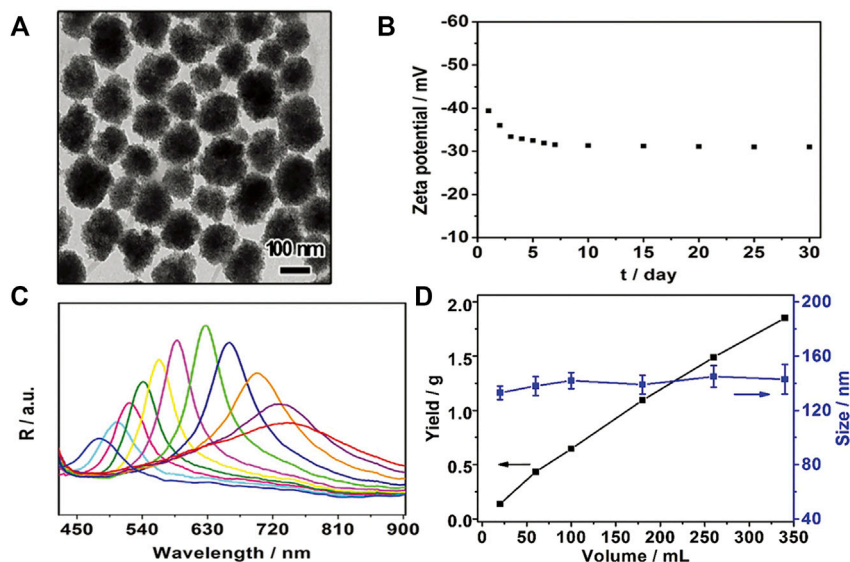 A
100 nm
B
Zeta potential / mV
-60
-50
-40
-30
-20
-10
0 5 10 15 20 25 30
t / day
C
R / a.u.
450 540 630 720 810 900
Wavelength / nm
D
Yield / g
2.0
1.5
1.0
0.5
0.0
200
160
120
80
40
Size / nm
0 50 100 150 200 250 300 350
Volume / mL